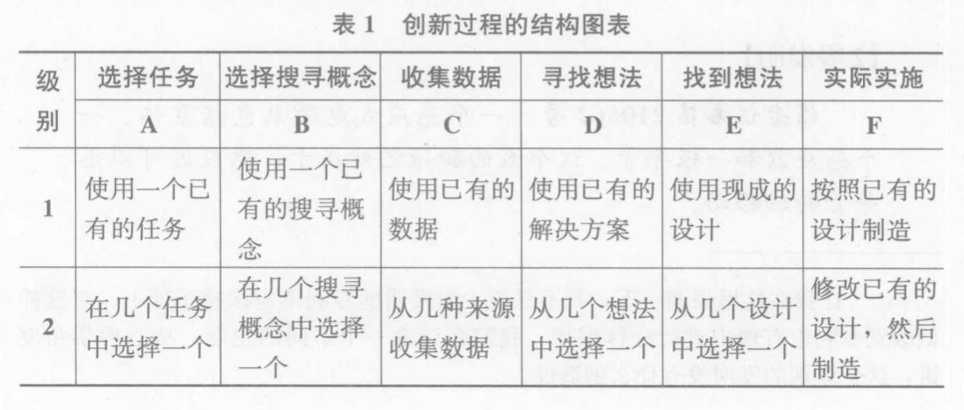 表1 创新过程的结构图表
级别 选择任务 选择搜寻概念 收集数据 寻找想法 找到想法 实际实施
A B C D E F
1 使用一个已有的任务 使用一个已有的搜寻概念 使用已有的数据 使用已有的解决方案 使用现成的设计 按照已有的设计制造
2 在几个任务中选择一个 在几个搜寻概念中选择一个 从几种来源收集数据 从几个想法中选择一个 从几个设计中选择一个 修改已有的设计，然后制造